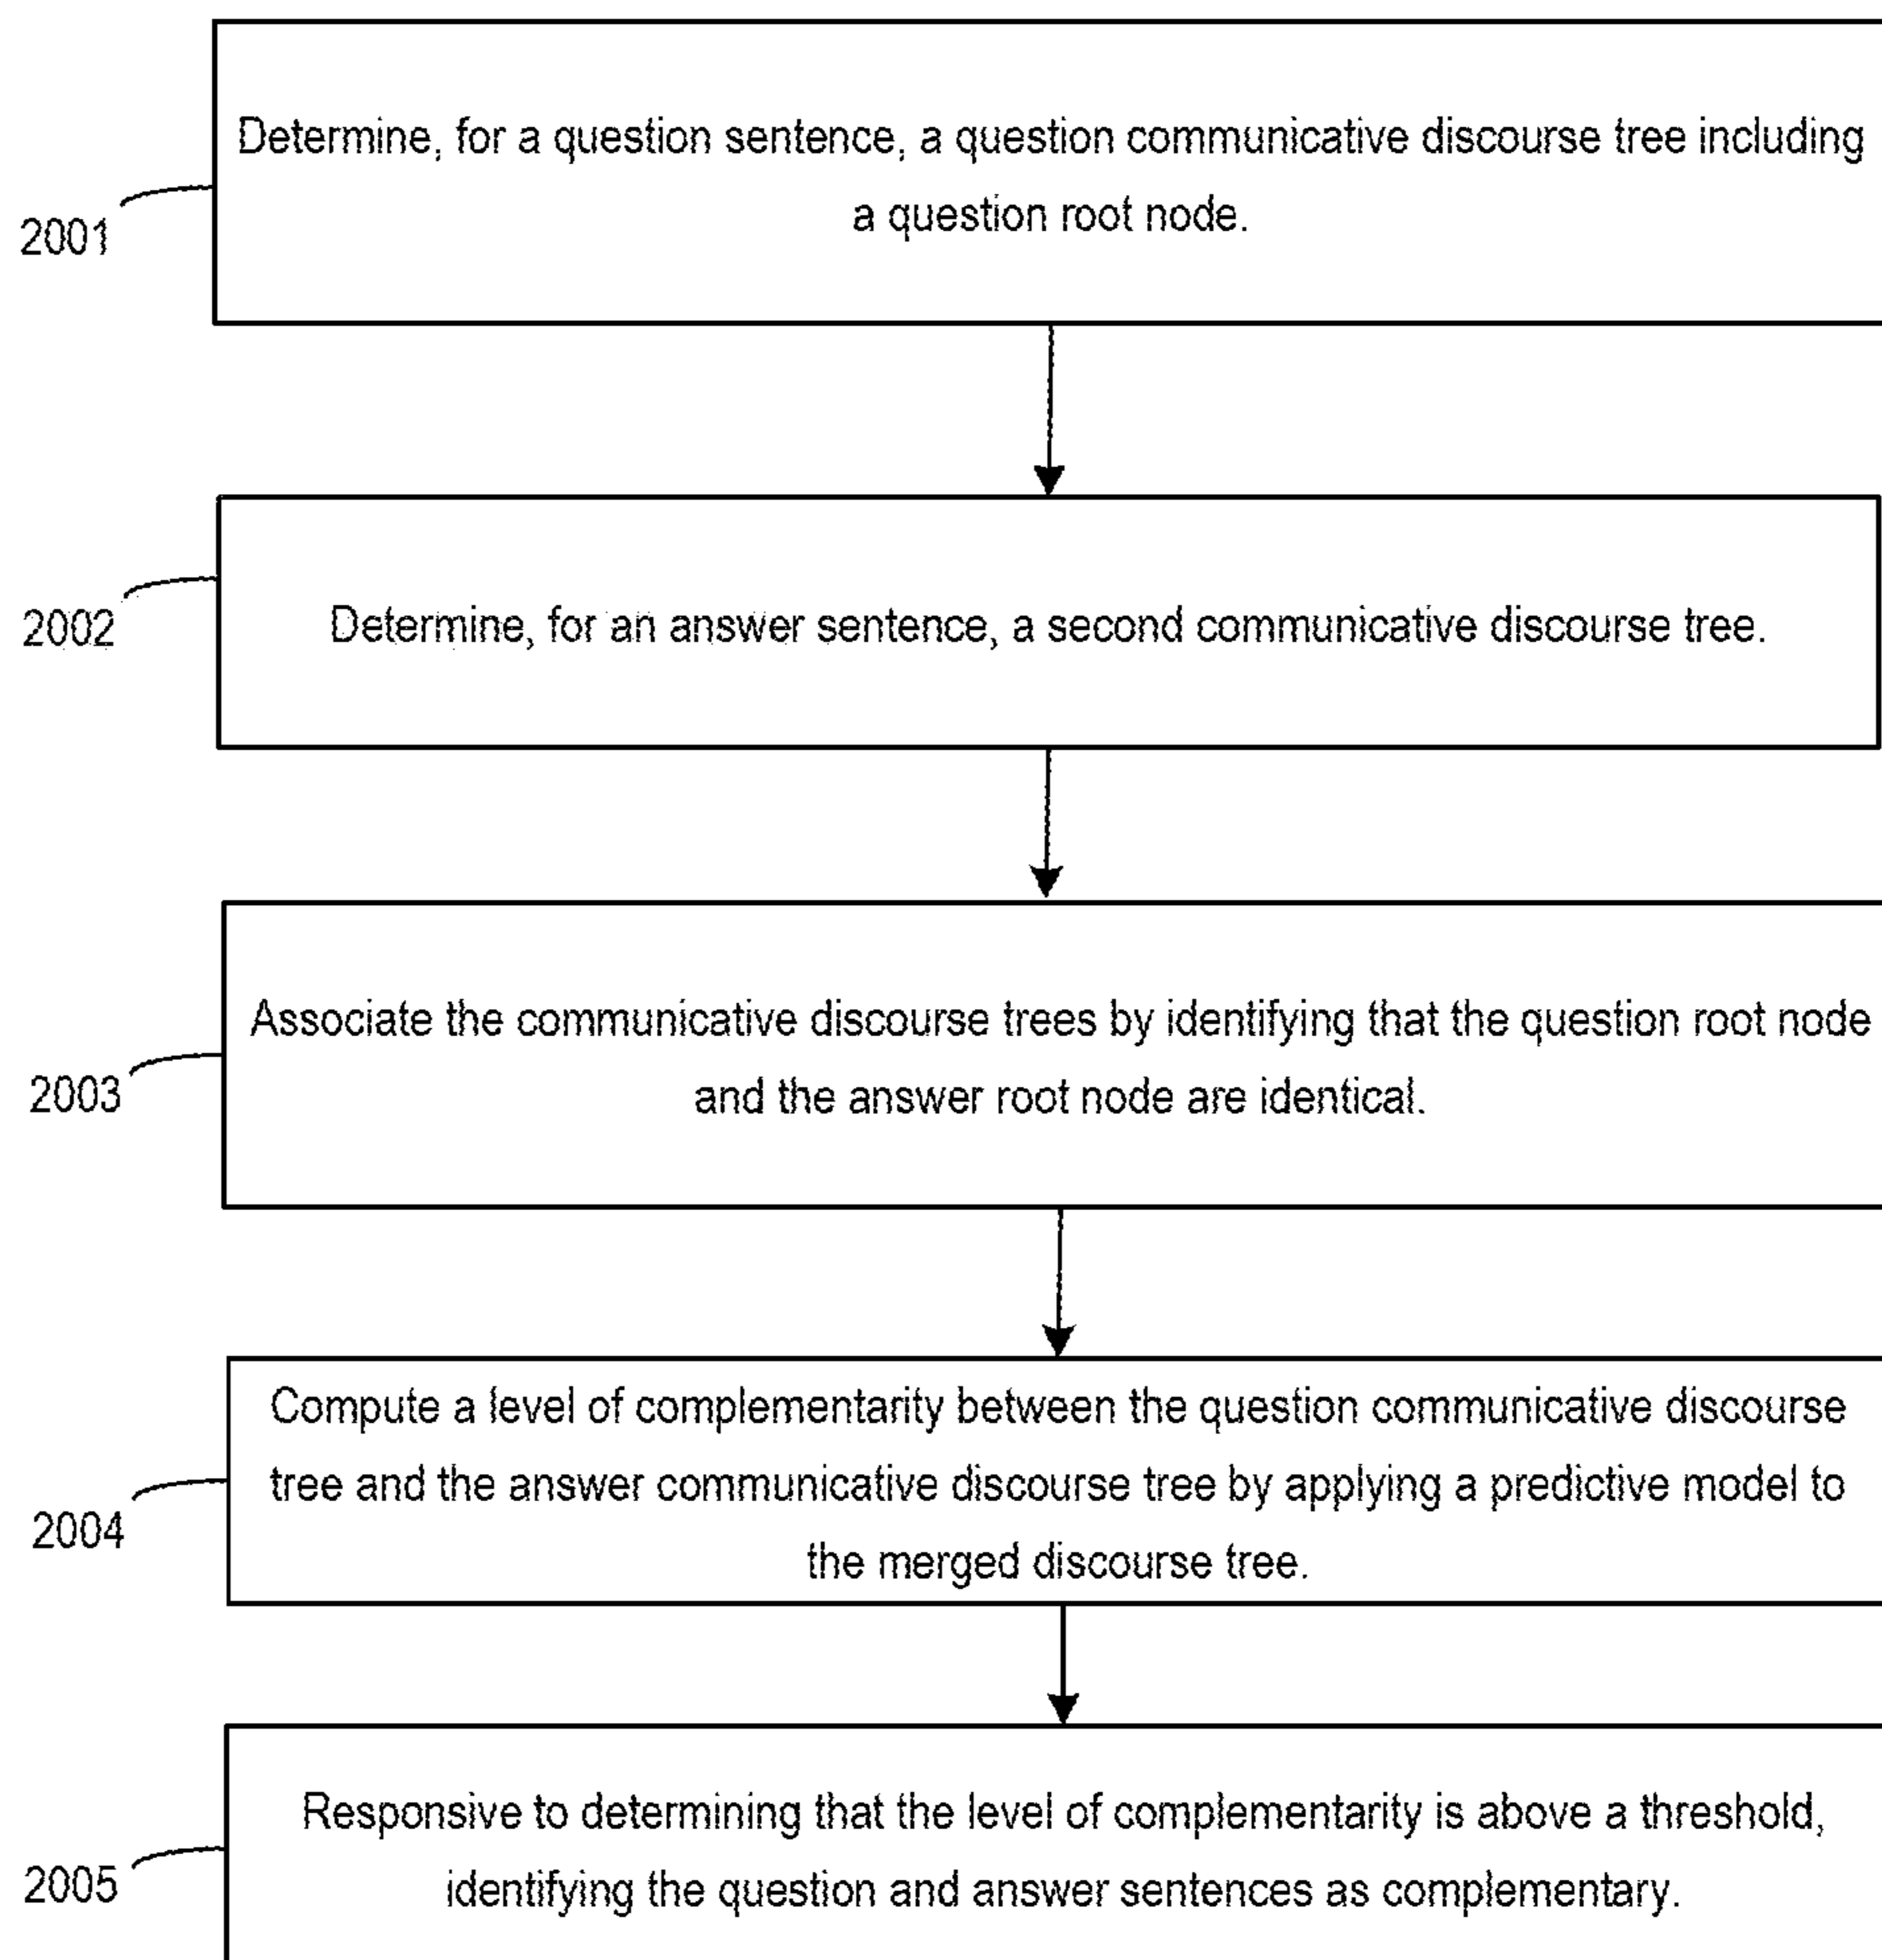 Determine, for a question sentence, a question communicative discourse tree including
a question root node.
2001
Determine, for an answer sentence, a second communicative discourse tree.
2002
Associate the communicative discourse trees by identifying that the question root node
and the answer root node are identical.
2003
Compute a level of complementarity between the question communicative discourse
tree and the answer communicative discourse tree by applying a predictive model to
the merged discourse tree.
2004
Responsive to determining that the level of complementarity is above a threshold,
identifying the question and answer sentences as complementary.
2005